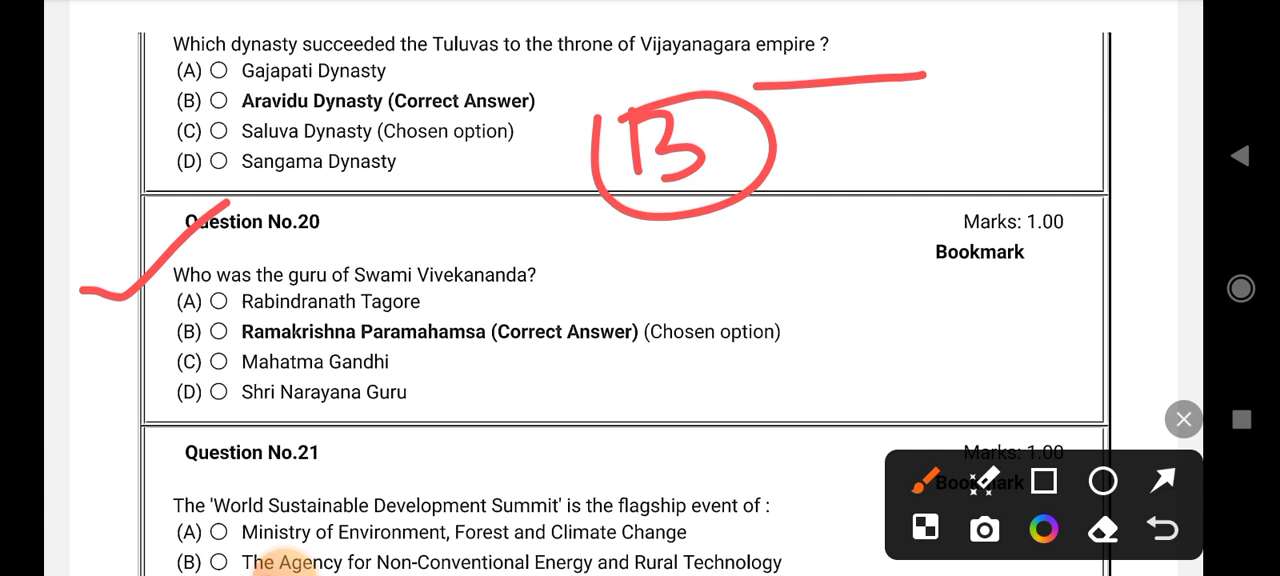 Which dynasty succeeded the Tuluvas to the throne of Vijayanagara empire ?
(A) Gajapati Dynasty
(B) Aravidu Dynasty (Correct Answer)
(C) Saluva Dynasty (Chosen option)
(D) Sangama Dynasty
B
Question No.20 Marks: 1.00
Bookmark
Who was the guru of Swami Vivekananda?
(A) Rabindranath Tagore
(B) Ramakrishna Paramahamsa (Correct Answer) (Chosen option)
(C) Mahatma Gandhi
(D) Shri Narayana Guru
Question No.21 Marks: 1.00
Bookmark
The 'World Sustainable Development Summit' is the flagship event of :
(A) Ministry of Environment, Forest and Climate Change
(B) The Agency for Non-Conventional Energy and Rural Technology